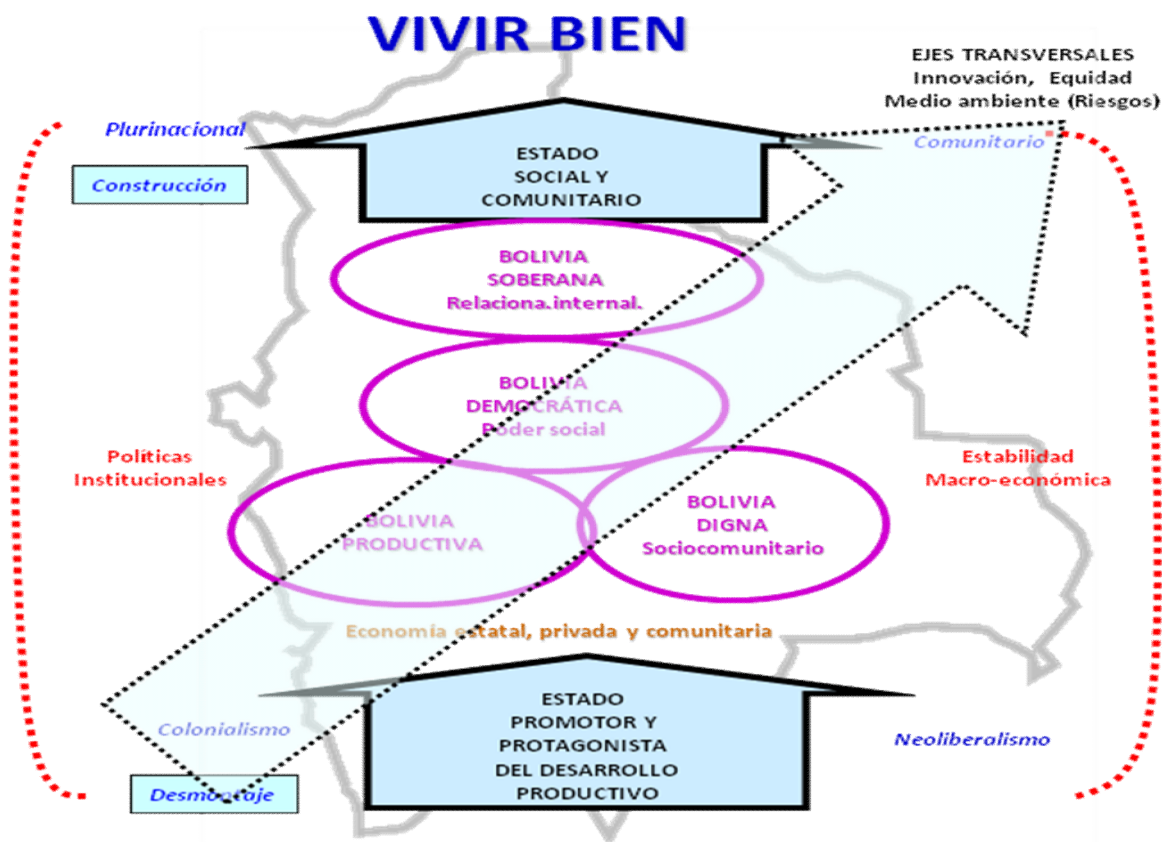 VIVIR BIEN
EJES TRANSVERSALES
Innovación, Equidad
Medio ambiente (Riesgos)
Plurinacional
Comunitario
Construcción
ESTADO
SOCIAL Y
COMUNITARIO
BOLIVIA
SOBERANA
Relaciona.internal.
BOLIVIA
DEMOCRÁTICA
Poder social
Políticas
Institucionales
Estabilidad
Macro-económica
BOLIVIA
PRODUCTIVA
BOLIVIA
DIGNA
Sociocomunitario
Economía estatal, privada y comunitaria
ESTADO
PROMOTOR Y
PROTAGONISTA
DEL DESARROLLO
PRODUCTIVO
Colonialismo
Neoliberalismo
Desmontaje